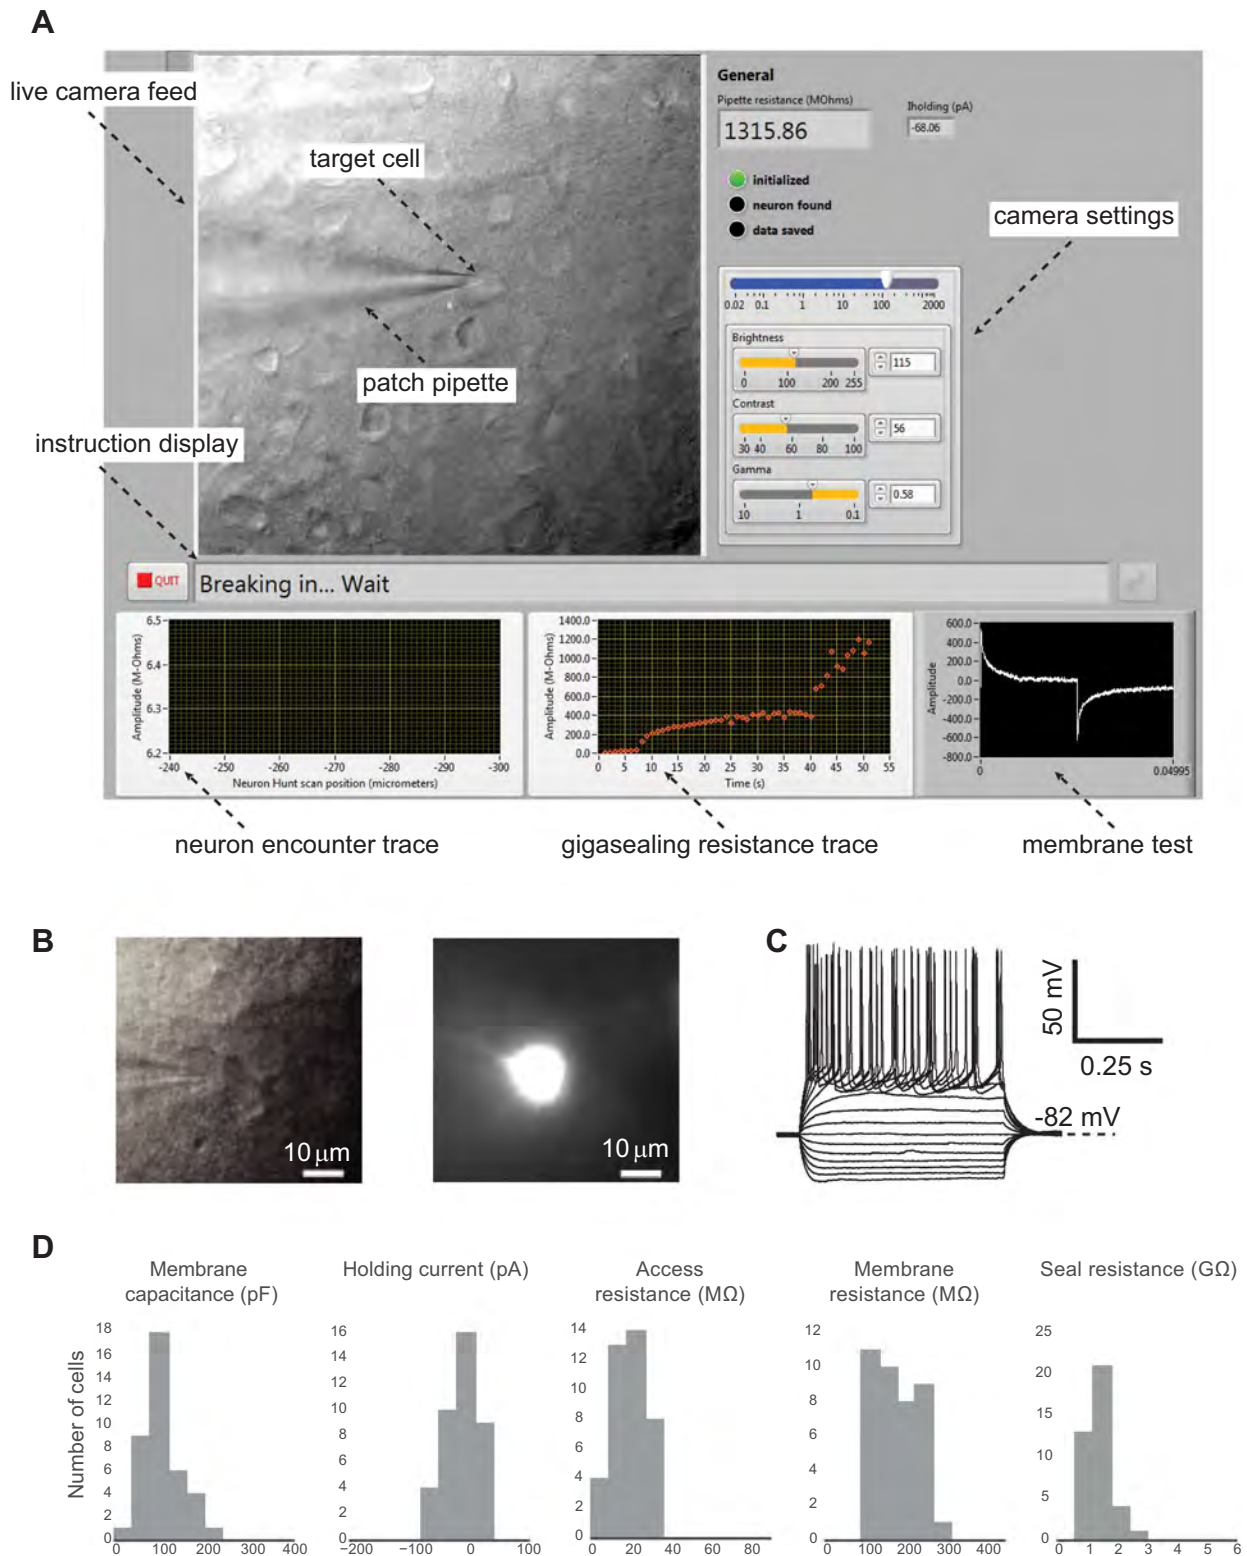 A
live camera feed
target cell
patch pipette
instruction display
General
Pipette resistance (MOhms)
1315.86
Iholding (pA)
-68.06
initialized
neuron found
data saved
camera settings
0.02 0.1 1 10 100 2000
Brightness
115
0 100 200 255
Contrast
56
30 40 60 80 100
Gamma
0.58
10 1 0.1
QUIT
Breaking in... Wait
Amplitude (M-Ohms)
6.5
6.4
6.3
6.2
-240 -250 -260 -270 -280 -290 -300
Neuron Hunt scan position (micrometers)
Amplitude (M-Ohms)
1400.0
1200.0
1000.0
800.0
600.0
400.0
200.0
0.0
0 5 10 15 20 25 30 35 40 45 50 55
Time (s)
Amplitude
600.0
400.0
200.0
0.0
-200.0
-400.0
-600.0
-800.0
0 0.04995
neuron encounter trace
gigasealing resistance trace
membrane test
B
10 µm
10 µm
C
50 mV
0.25 s
-82 mV
D
Number of cells
Membrane
capacitance (pF)
18
16
14
12
10
8
6
4
2
0
0 100 200 300 400
Holding current (pA)
16
14
12
10
8
6
4
2
0
−200 −100 0 100
Access
resistance (MΩ)
14
12
10
8
6
4
2
0
0 20 40 60 80
Membrane
resistance (MΩ)
12
10
8
6
4
2
0
0 100 200 300 400
Seal resistance (GΩ)
25
20
15
10
5
0
0 1 2 3 4 5 6